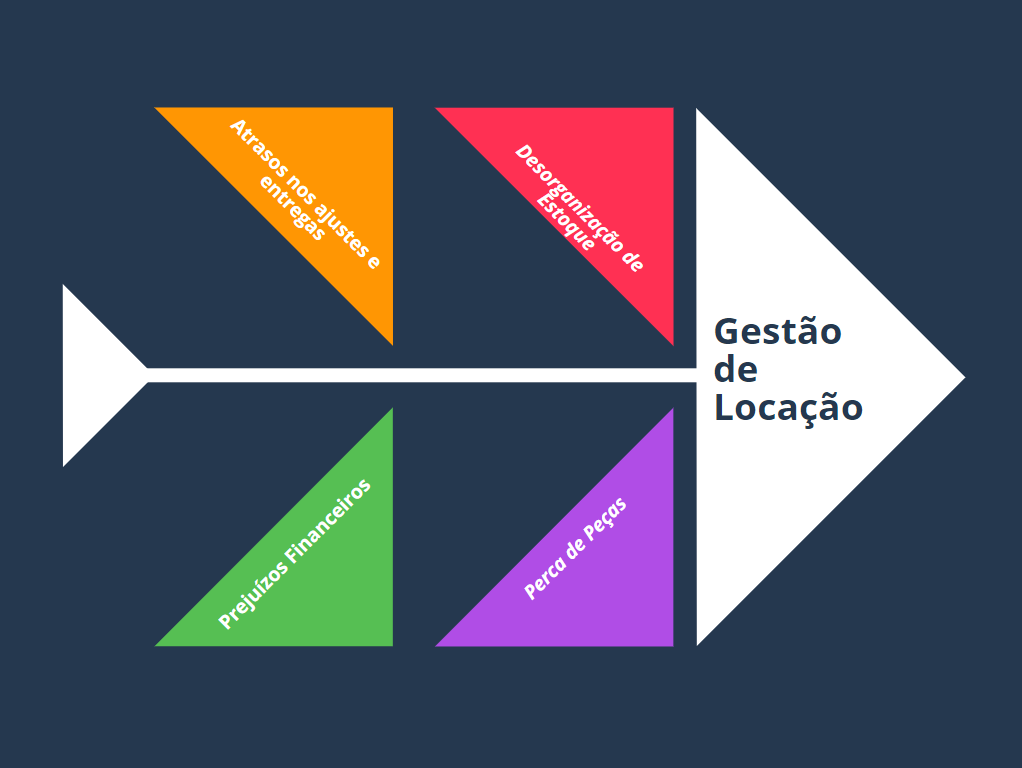 Atrasos nos ajustes e
entregas
Desorganização de
Estoque
Gestão
de
Locação
Prejuízos Financeiros
Perca de Peças